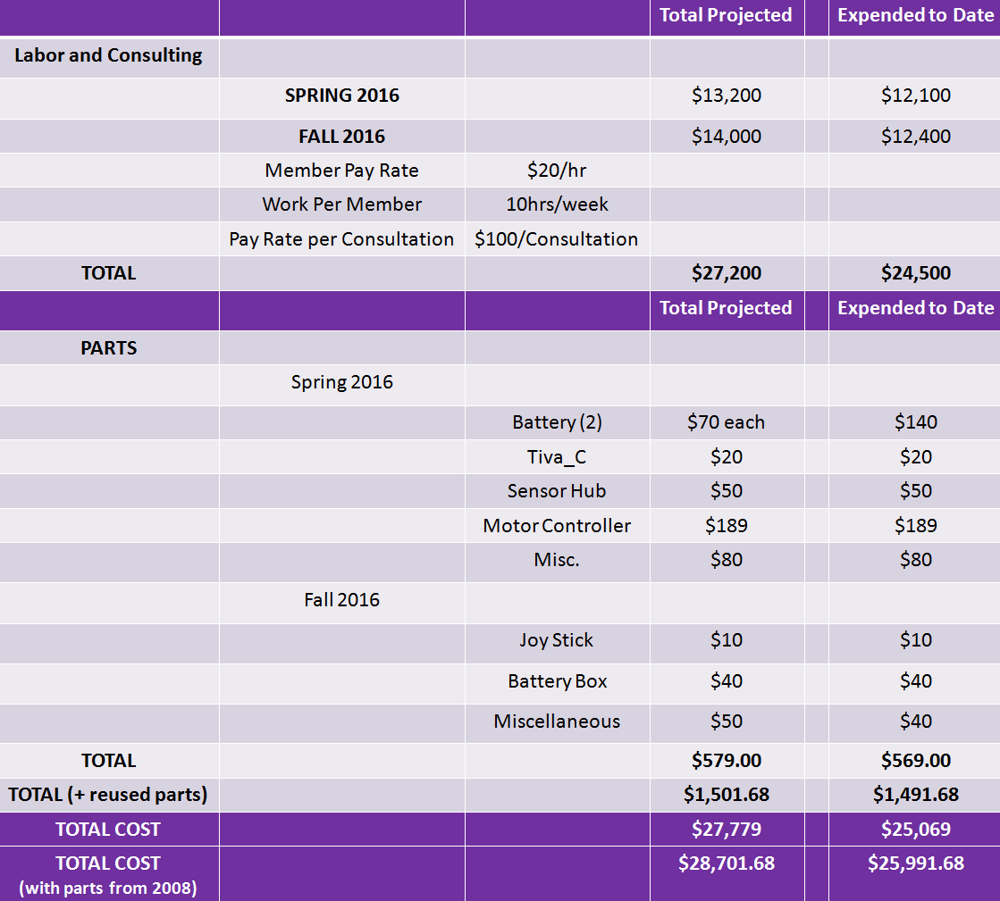 Total Projected Expended to Date
Labor and Consulting
SPRING 2016 $13,200 $12,100
FALL 2016 $14,000 $12,400
Member Pay Rate $20/hr
Work Per Member 10hrs/week
Pay Rate per Consultation $100/Consultation
TOTAL $27,200 $24,500
Total Projected Expended to Date
PARTS
Spring 2016
Battery (2) $70 each $140
Tiva_C $20 $20
Sensor Hub $50 $50
Motor Controller $189 $189
Misc. $80 $80
Fall 2016
Joy Stick $10 $10
Battery Box $40 $40
Miscellaneous $50 $40
TOTAL $579.00 $569.00
TOTAL (+ reused parts) $1,501.68 $1,491.68
TOTAL COST $27,779 $25,069
TOTAL COST $28,701.68 $25,991.68
(with parts from 2008)